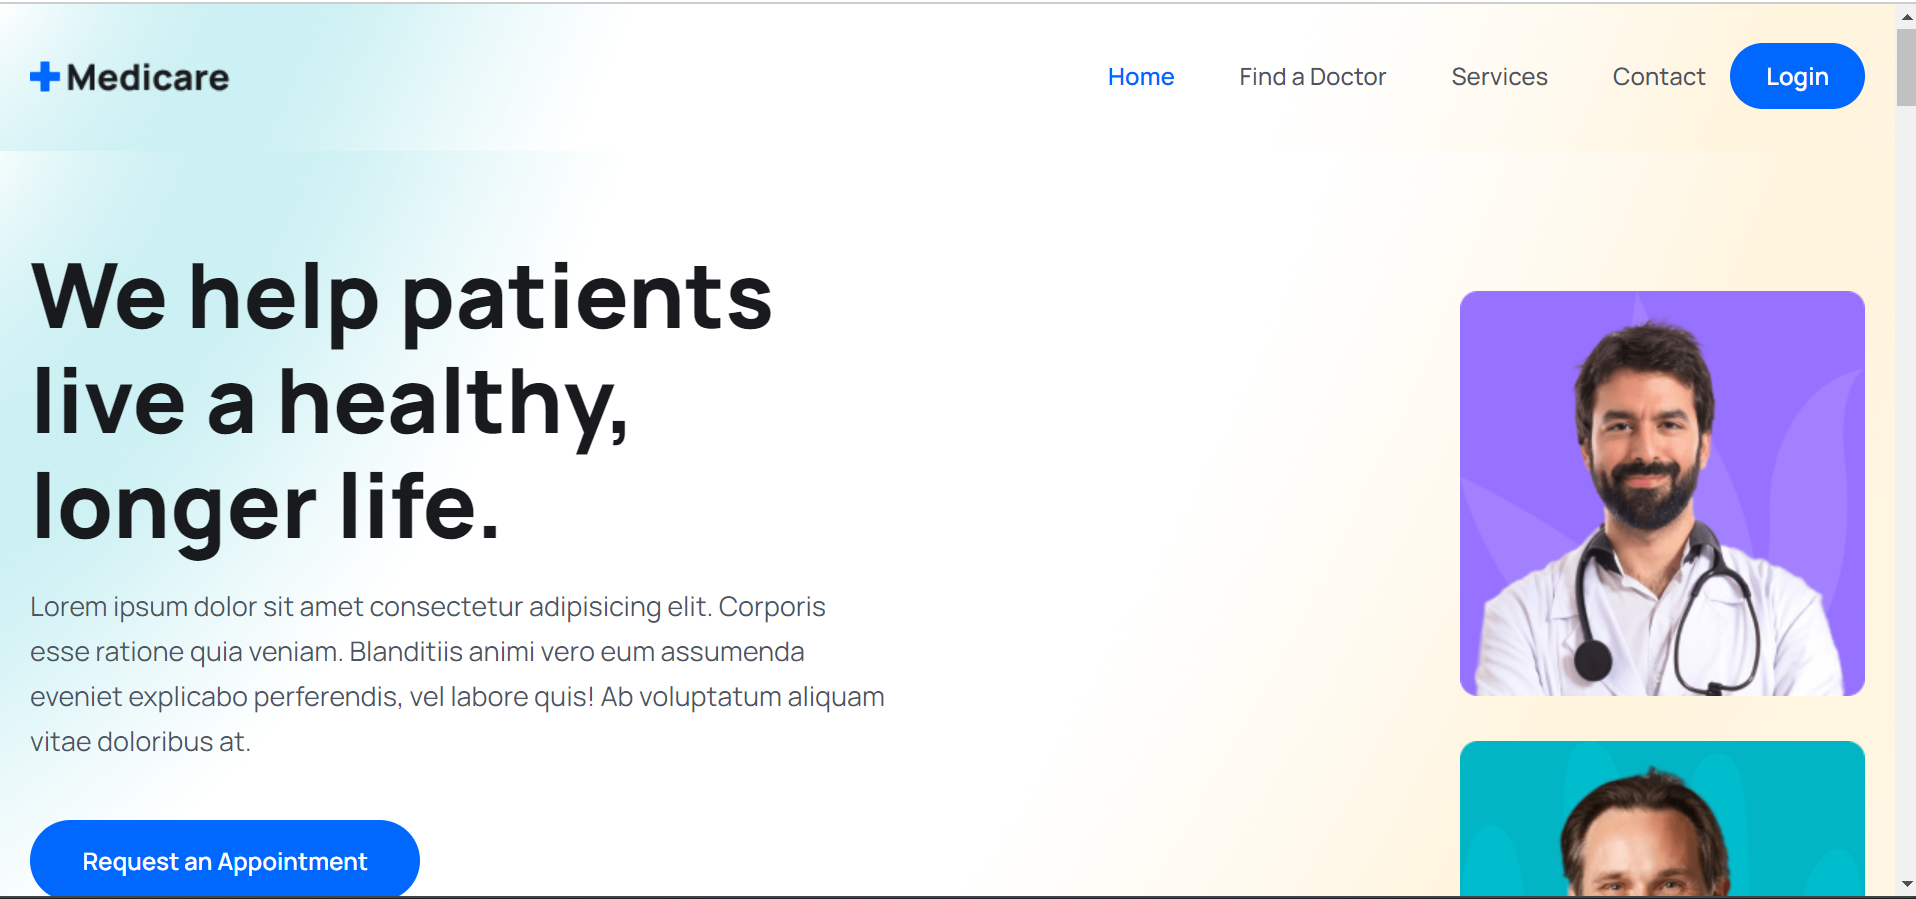 Medicare
Home
Find a Doctor
Services
Contact
Login
We help patients
live a healthy,
longer life.
Lorem ipsum dolor sit amet consectetur adipisicing elit. Corporis
esse ratione quia veniam. Blanditiis animi vero eum assumenda
eveniet explicabo perferendis, vel labore quis! Ab voluptatum aliquam
vitae doloribus at.
Request an Appointment